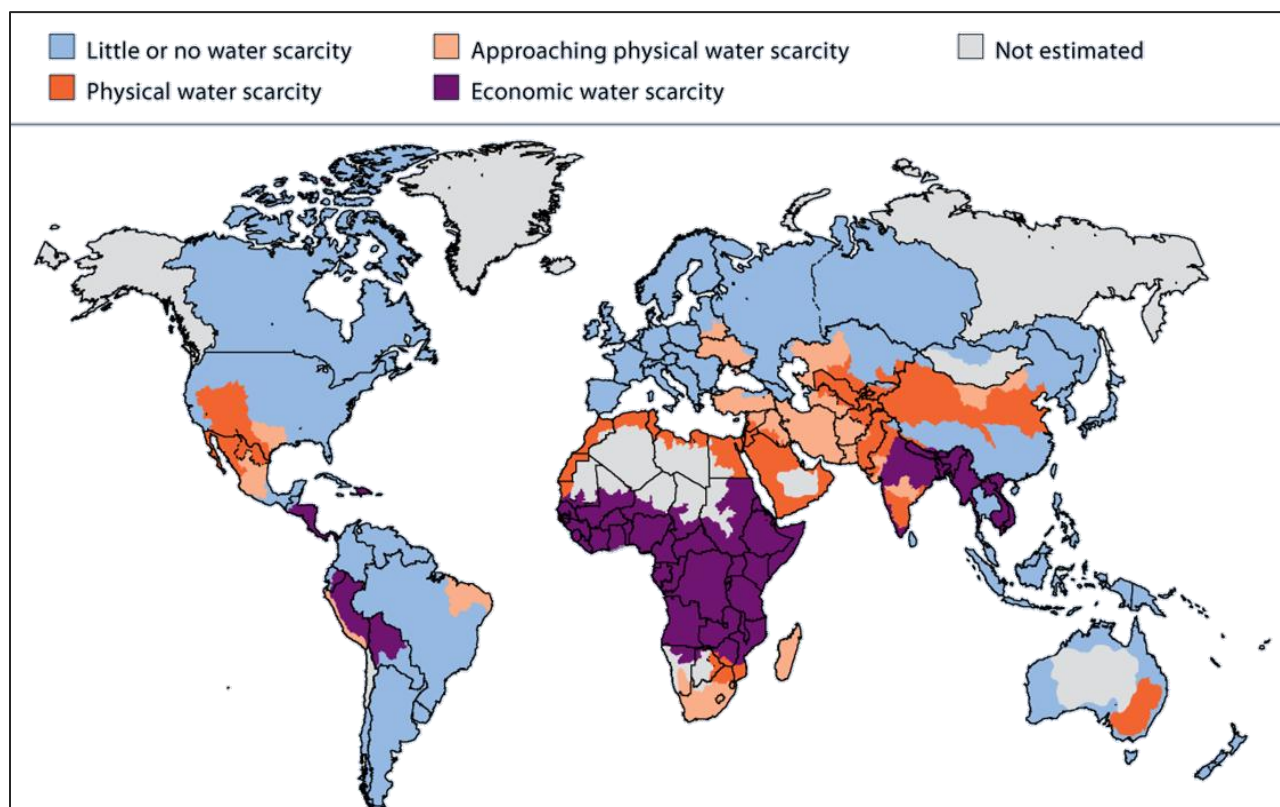 Little or no water scarcity
Approaching physical water scarcity
Not estimated
Physical water scarcity
Economic water scarcity